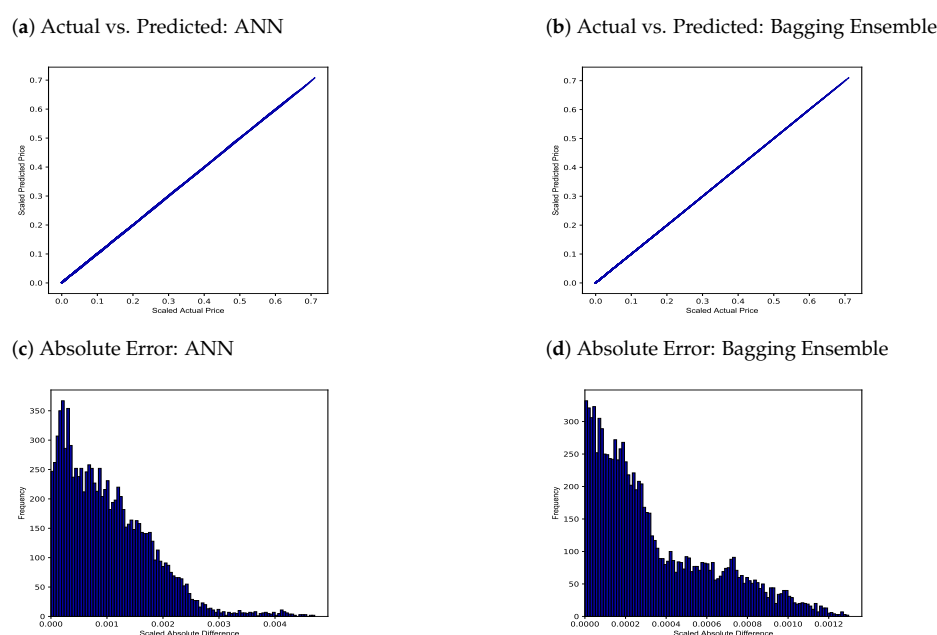 (a) Actual vs. Predicted: ANN
(b) Actual vs. Predicted: Bagging Ensemble
0.7
0.6
0.5
0.4
0.3
0.2
0.1
0.0
Scaled Predicted Price
0.0 0.1 0.2 0.3 0.4 0.5 0.6 0.7
Scaled Actual Price
0.7
0.6
0.5
0.4
0.3
0.2
0.1
0.0
Scaled Predicted Price
0.0 0.1 0.2 0.3 0.4 0.5 0.6 0.7
Scaled Actual Price
(c) Absolute Error: ANN
(d) Absolute Error: Bagging Ensemble
350
300
250
200
150
100
50
0
Frequency
0.000 0.001 0.002 0.003 0.004
Scaled Absolute Difference
300
250
200
150
100
50
0
Frequency
0.0000 0.0002 0.0004 0.0006 0.0008 0.0010 0.0012
Scaled Absolute Difference